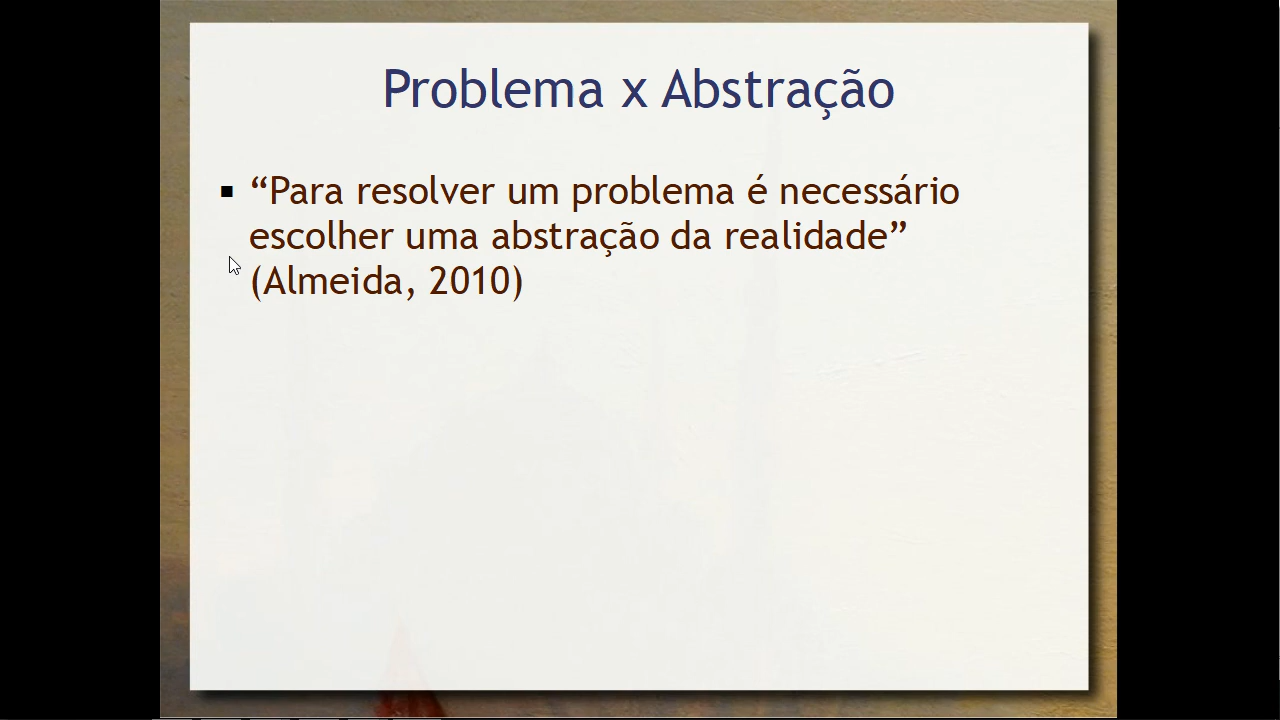 Problema x Abstração
▪ “Para resolver um problema é necessário
escolher uma abstração da realidade”
(Almeida, 2010)